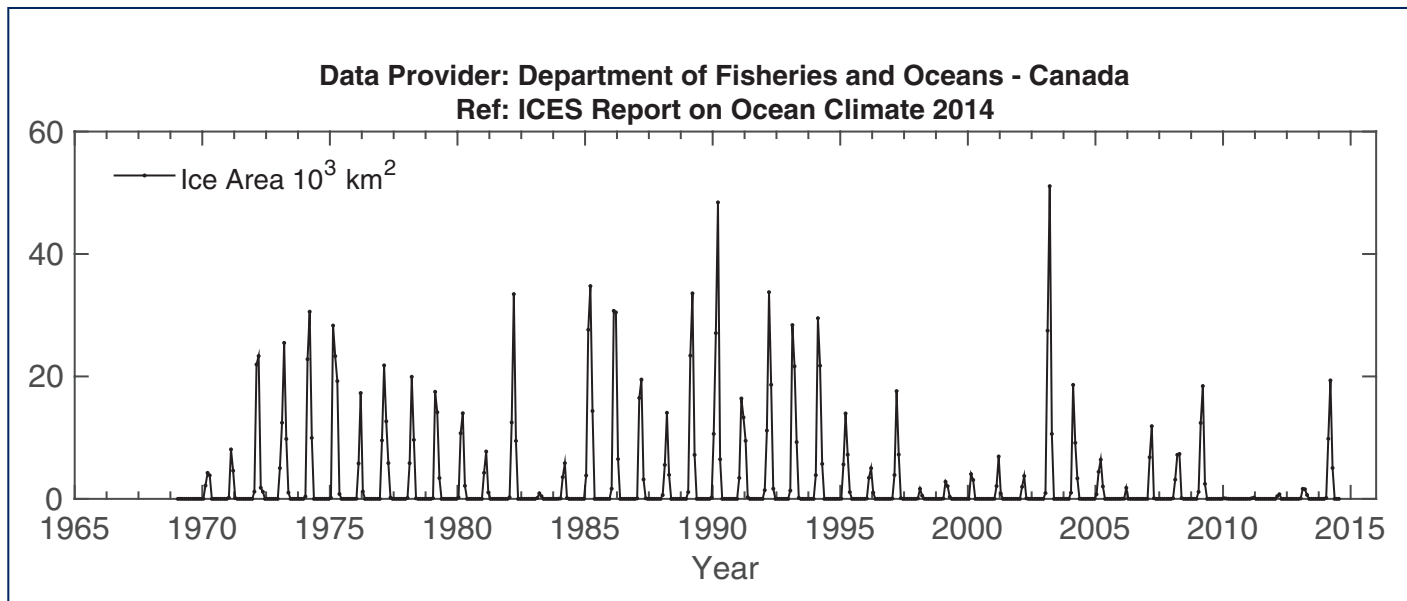 Data Provider: Department of Fisheries and Oceans - Canada
Ref: ICES Report on Ocean Climate 2014
60
Ice Area 10³ km²
40
20
0
1965 1970 1975 1980 1985 1990 1995 2000 2005 2010 2015
Year